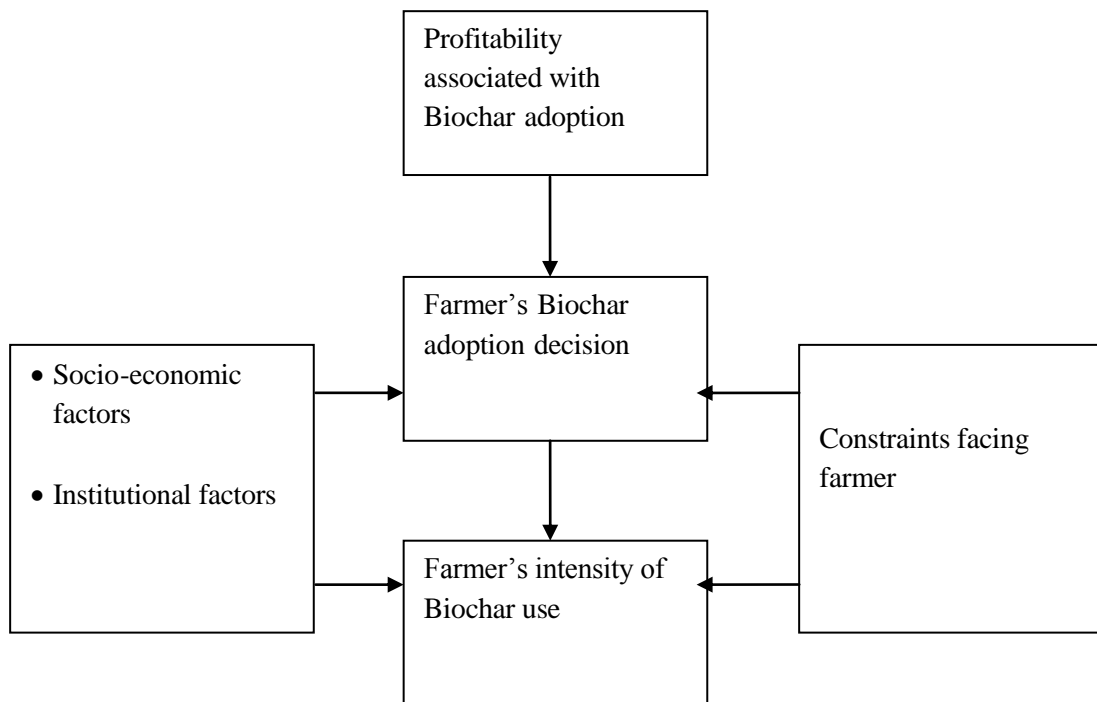 Profitability
associated with
Biochar adoption
Farmer’s Biochar
adoption decision
• Socio-economic
factors
• Institutional factors
Constraints facing
farmer
Farmer’s intensity of
Biochar use